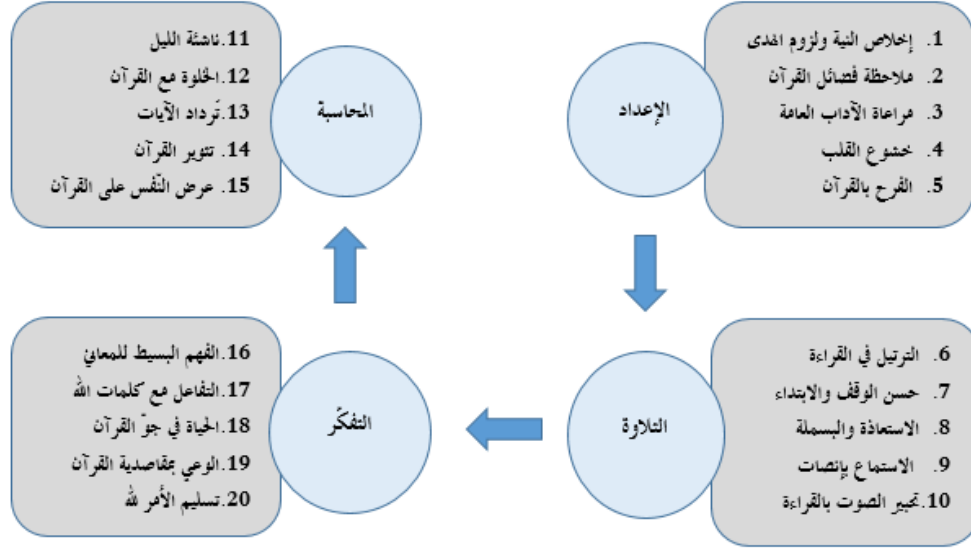 الإعداد
1. إخلاص النية ولزوم الهدى
2. ملاحظة فضائل القرآن
3. مراعاة الآداب العامة
4. خشوع القلب
5. الفرح بالقرآن
التلاوة
6. الترتيل في القراءة
7. حسن الوقف والابتداء
8. الاستعاذة والبسملة
9. الاستماع بإنصات
10. تحبير الصوت بالقراءة
التفكّر
16. الفهم البسيط للمعاني
17. التفاعل مع كلمات الله
18. الحياة في جوّ القرآن
19. الوعي بمقاصدية القرآن
20. تسليم الأمر لله
المحاسبة
11. ناشئة الليل
12. الخلوة مع القرآن
13. تَرداد الآيات
14. تثوير القرآن
15. عرض النّفس على القرآن